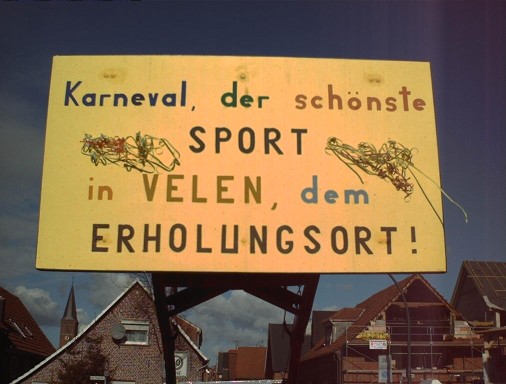 Karneval, der schönste
SPORT
in VELEN, dem
ERHOLUNGSORT!